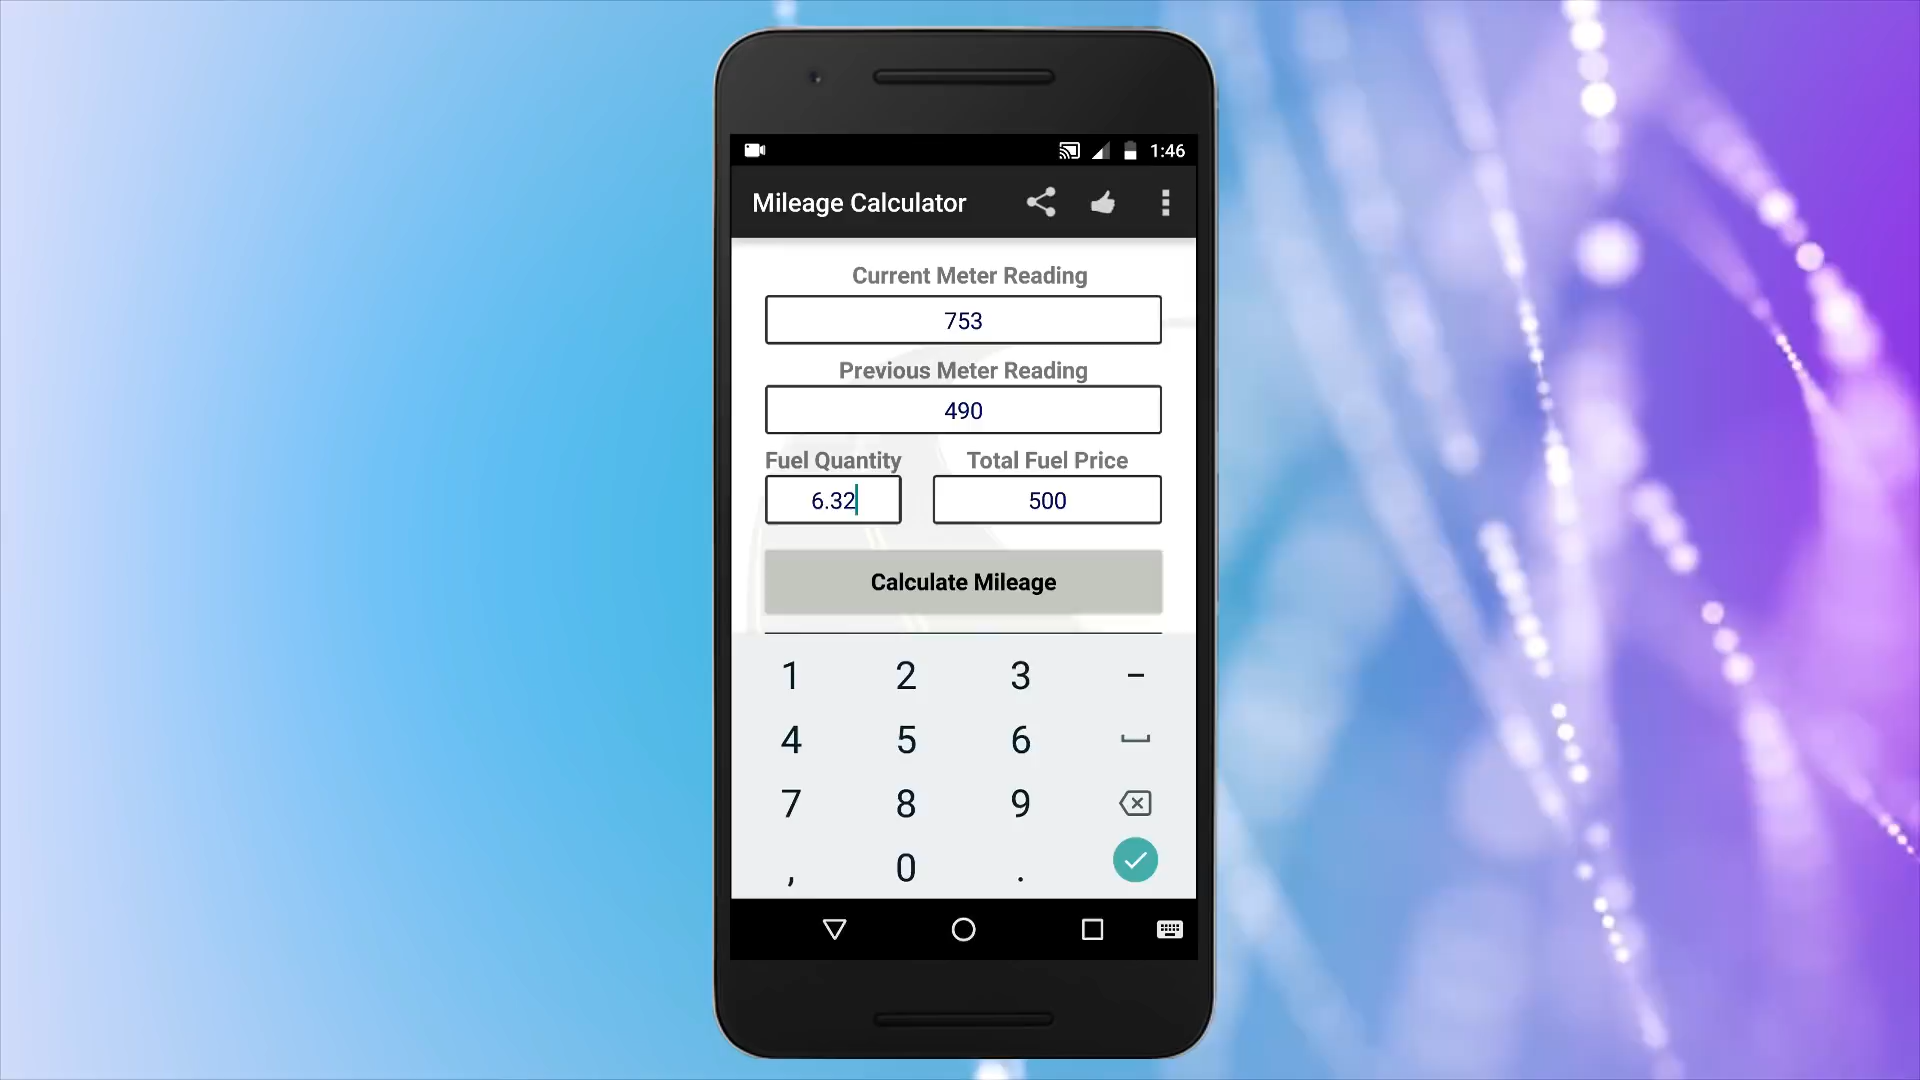 1:46
Mileage Calculator
Current Meter Reading
753
Previous Meter Reading
490
Fuel Quantity Total Fuel Price
6.32 500
Calculate Mileage
1 2 3 –
4 5 6
7 8 9
, 0 .